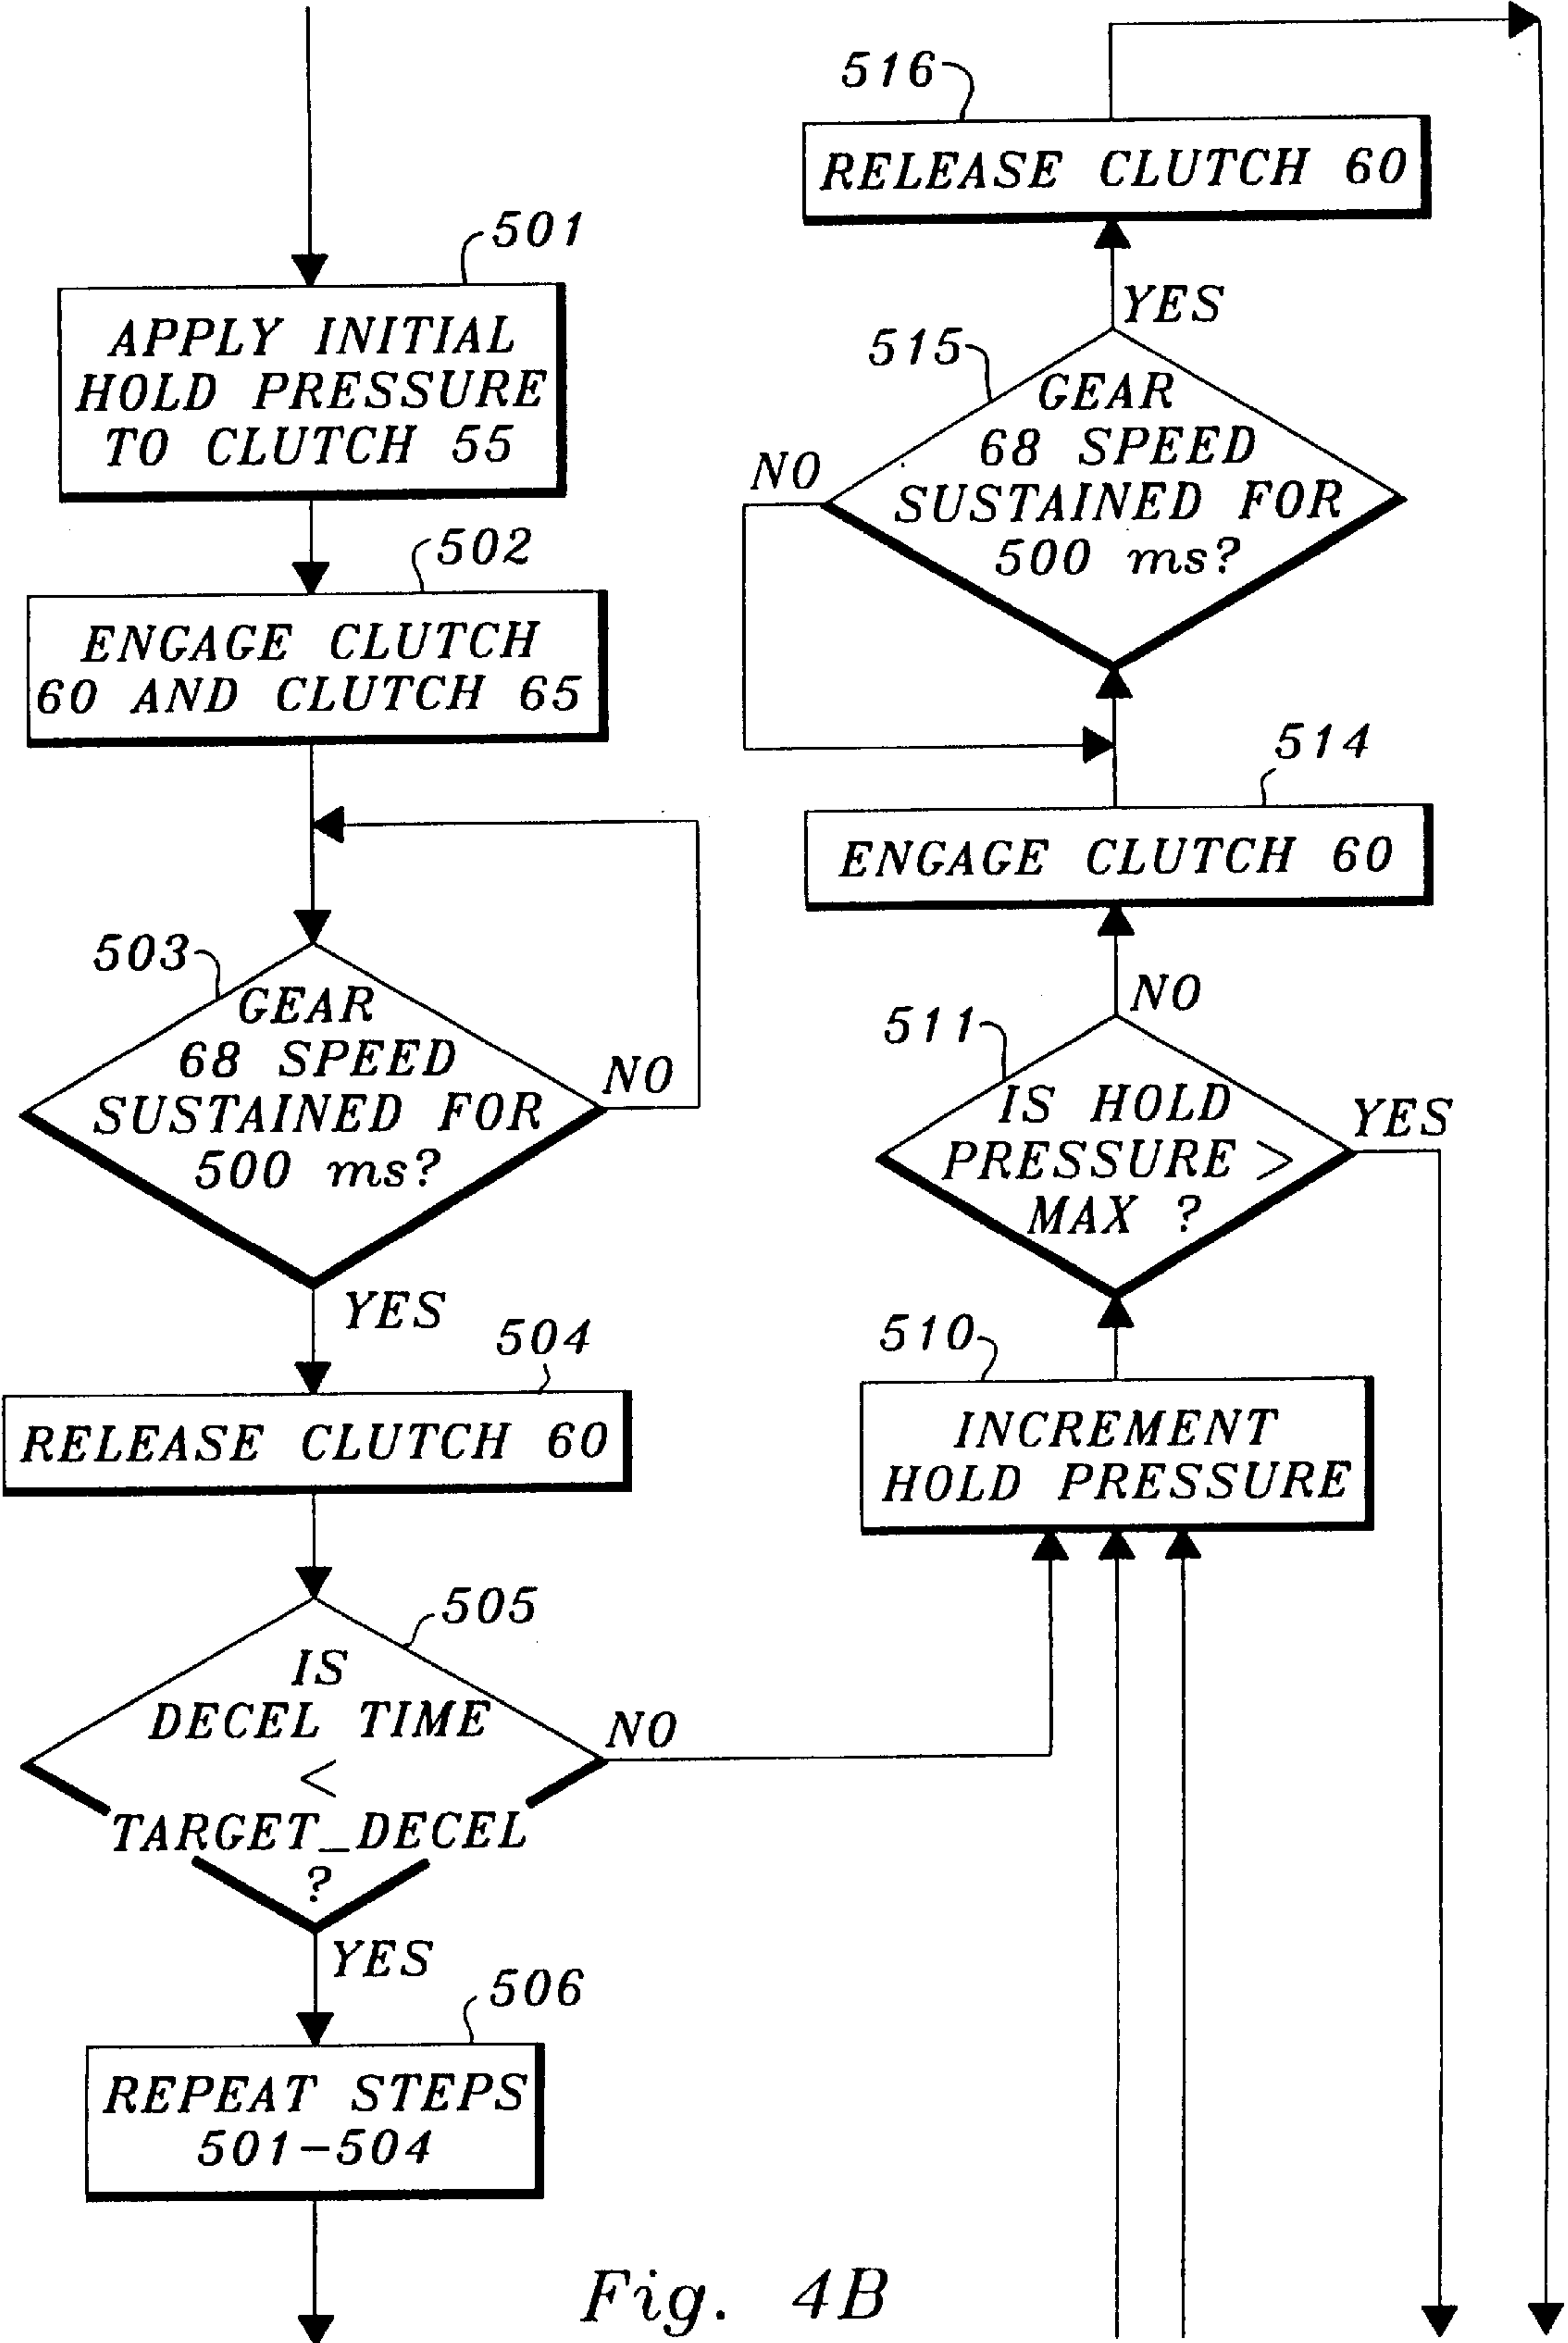 501
APPLY INITIAL
HOLD PRESSURE
TO CLUTCH 55
502
ENGAGE CLUTCH
60 AND CLUTCH 65
503
GEAR
68 SPEED
SUSTAINED FOR
500 ms?
NO
YES
504
RELEASE CLUTCH 60
505
IS
DECEL TIME
<
TARGET_DECEL
?
NO
YES
506
REPEAT STEPS
501-504
516
RELEASE CLUTCH 60
YES
515
GEAR
68 SPEED
SUSTAINED FOR
500 ms?
NO
514
ENGAGE CLUTCH 60
NO
511
IS HOLD
PRESSURE >
MAX ?
YES
510
INCREMENT
HOLD PRESSURE
Fig. 4B